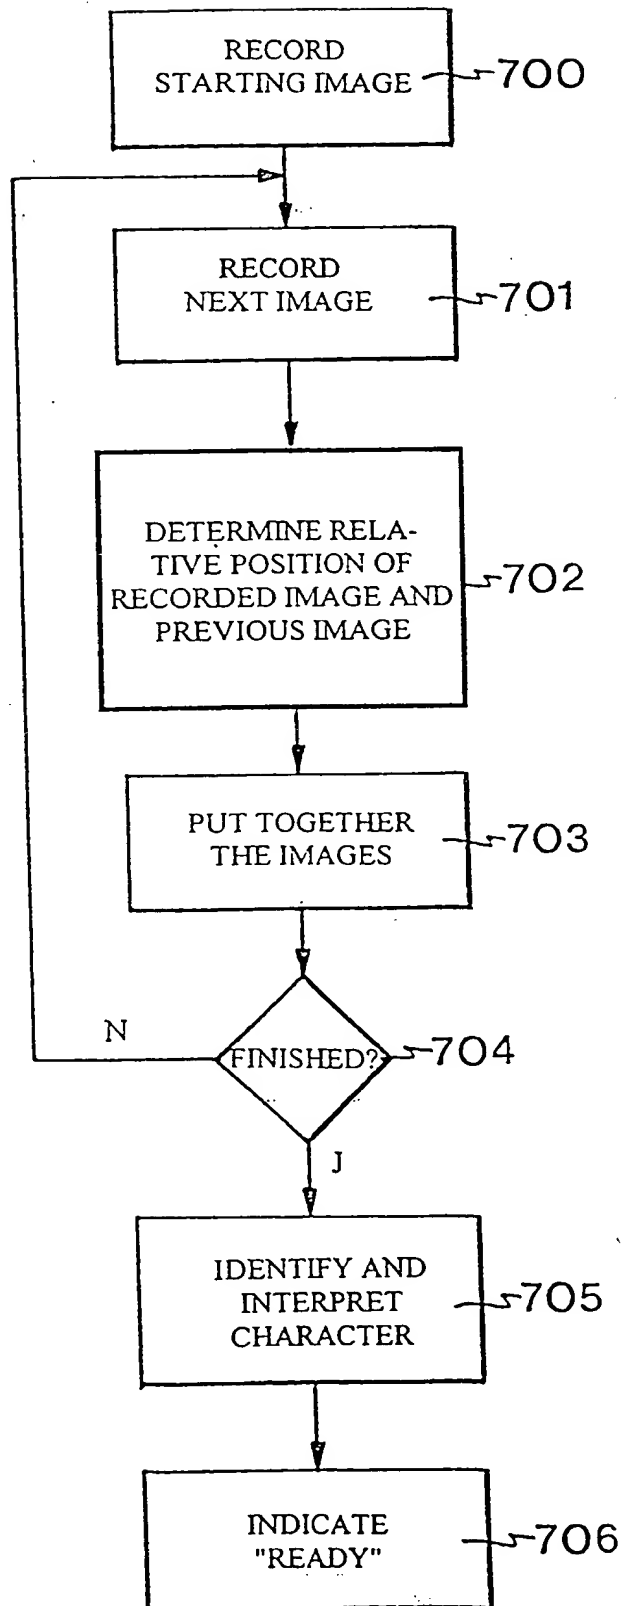 RECORD
STARTING IMAGE
700
RECORD
NEXT IMAGE
701
DETERMINE RELA-
TIVE POSITION OF
RECORDED IMAGE AND
PREVIOUS IMAGE
702
PUT TOGETHER
THE IMAGES
703
N
FINISHED?
704
J
IDENTIFY AND
INTERPRET
CHARACTER
705
INDICATE
"READY"
706